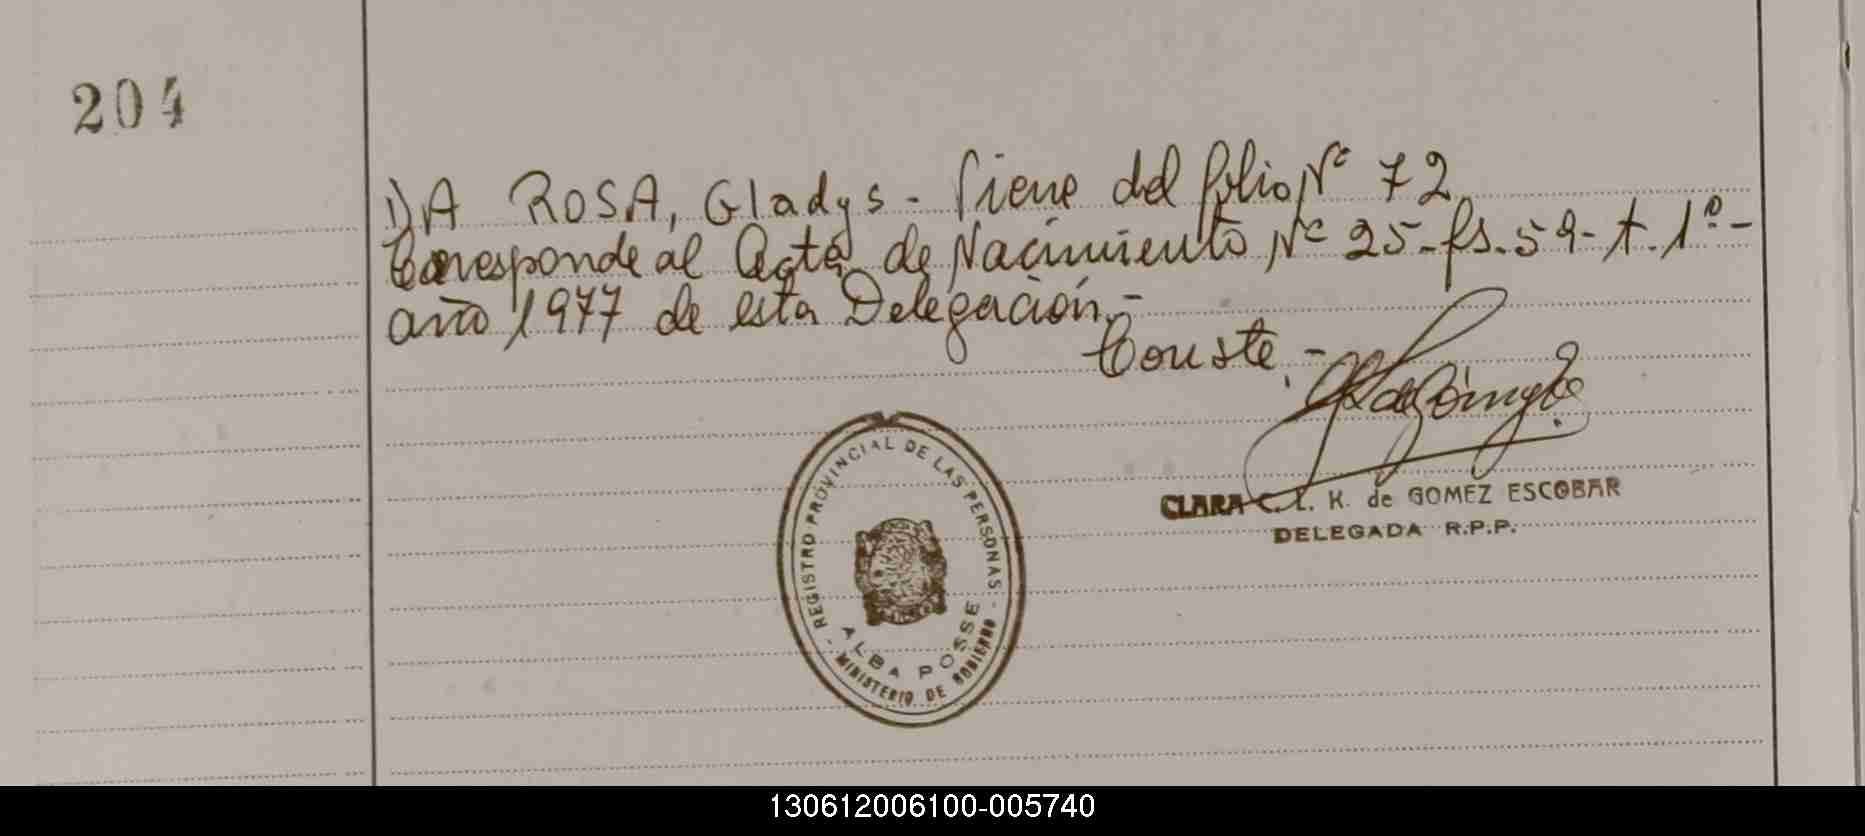 204
DA ROSA, Gladys - Viene del folio Nº 72
Corresponde al Acta de Nacimiento Nº 25-fs.59-t.1º-
año 1977 de esta Delegación.-
Conste.-
CLARA C. L. K. de GOMEZ ESCOBAR
DELEGADA R.P.P.
- REGISTRO PROVINCIAL DE LAS PERSONAS -
ALBA POSSE
MINISTERIO DE GOBIERNO
130612006100-005740